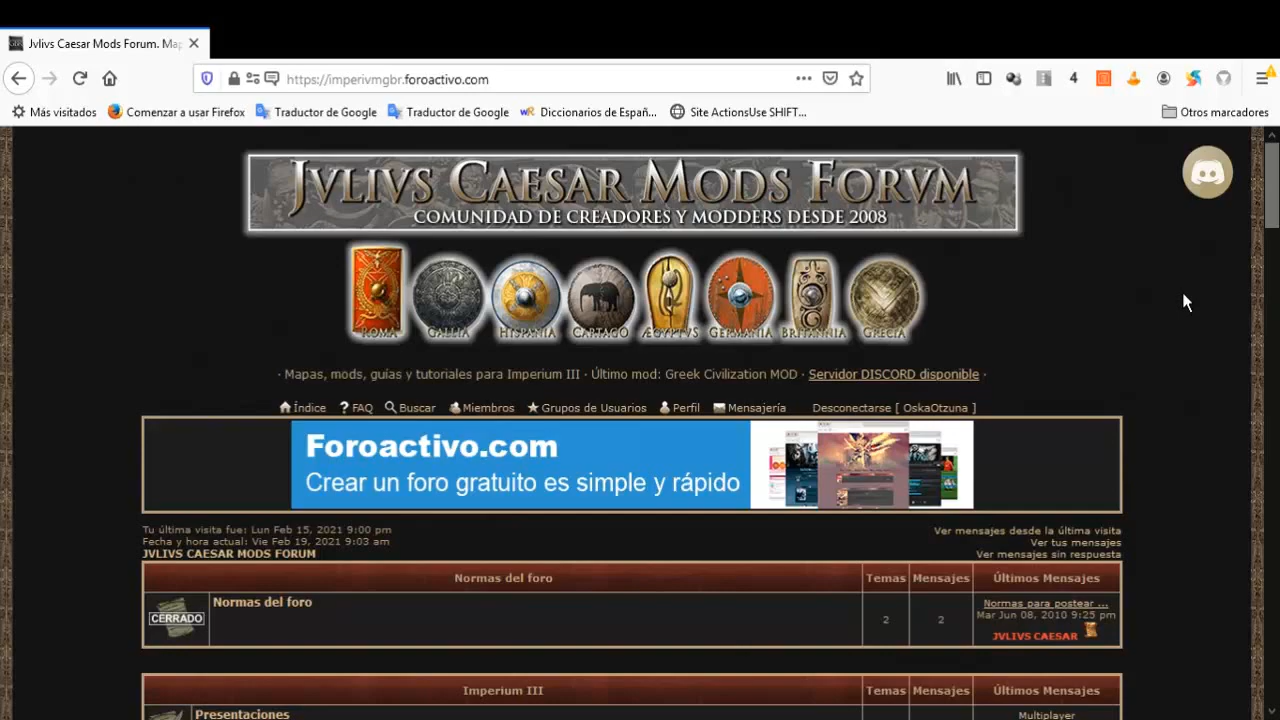 Jvlivs Caesar Mods Forum. Map
https://imperivmgbr.foroactivo.com
4
Más visitados
Comenzar a usar Firefox
Traductor de Google
Traductor de Google
wR
Diccionarios de Españ...
Site ActionsUse SHIFT...
Otros marcadores
JVLIVS CAESAR MODS FORVM
COMUNIDAD DE CREADORES Y MODDERS DESDE 2008
ROMA GALLIA HISPANIA CARTAGO ÆGYPTVS GERMANIA BRITANNIA GRECIA
· Mapas, mods, guías y tutoriales para Imperium III · Último mod: Greek Civilization MOD · Servidor DISCORD disponible ·
Índice FAQ Buscar Miembros Grupos de Usuarios Perfil Mensajería Desconectarse [ OskaOtzuna ]
Foroactivo.com
Crear un foro gratuito es simple y rápido
Tu última visita fue: Lun Feb 15, 2021 9:00 pm
Fecha y hora actual: Vie Feb 19, 2021 9:03 am
JVLIVS CAESAR MODS FORUM
Ver mensajes desde la última visita
Ver tus mensajes
Ver mensajes sin respuesta
Normas del foro Temas Mensajes Últimos Mensajes
CERRADO
Normas del foro
2
2
Normas para postear ...
Mar Jun 08, 2010 9:25 pm
JVLIVS CAESAR
Imperium III Temas Mensajes Últimos Mensajes
Presentaciones
Multiplayer